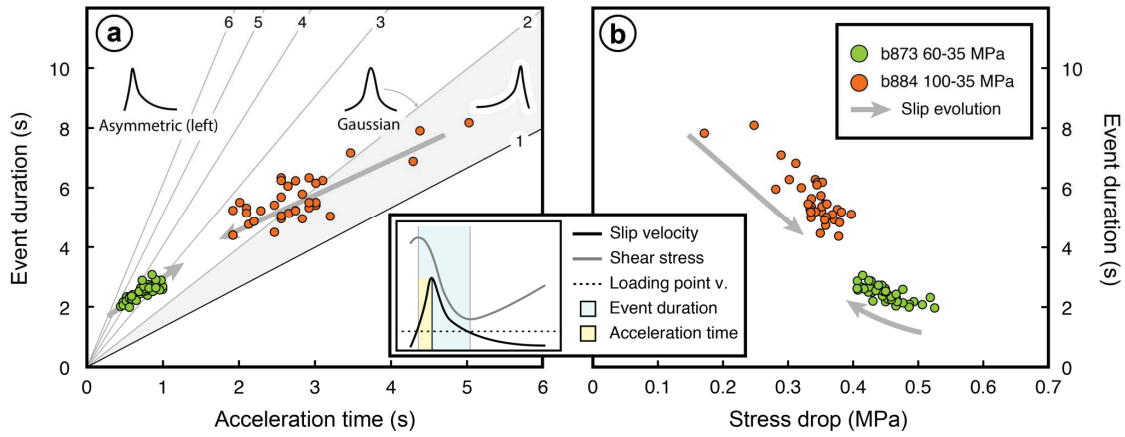 a
6
5
4
3
2
1
Asymmetric (left)
Gaussian
Event duration (s)
10
8
6
4
2
0
0
1
2
3
4
5
6
Acceleration time (s)
Slip velocity
Shear stress
Loading point v.
Event duration
Acceleration time
b
b873 60-35 MPa
b884 100-35 MPa
Slip evolution
10
8
6
4
2
0
Event duration (s)
0
0.1
0.2
0.3
0.4
0.5
0.6
0.7
Stress drop (MPa)